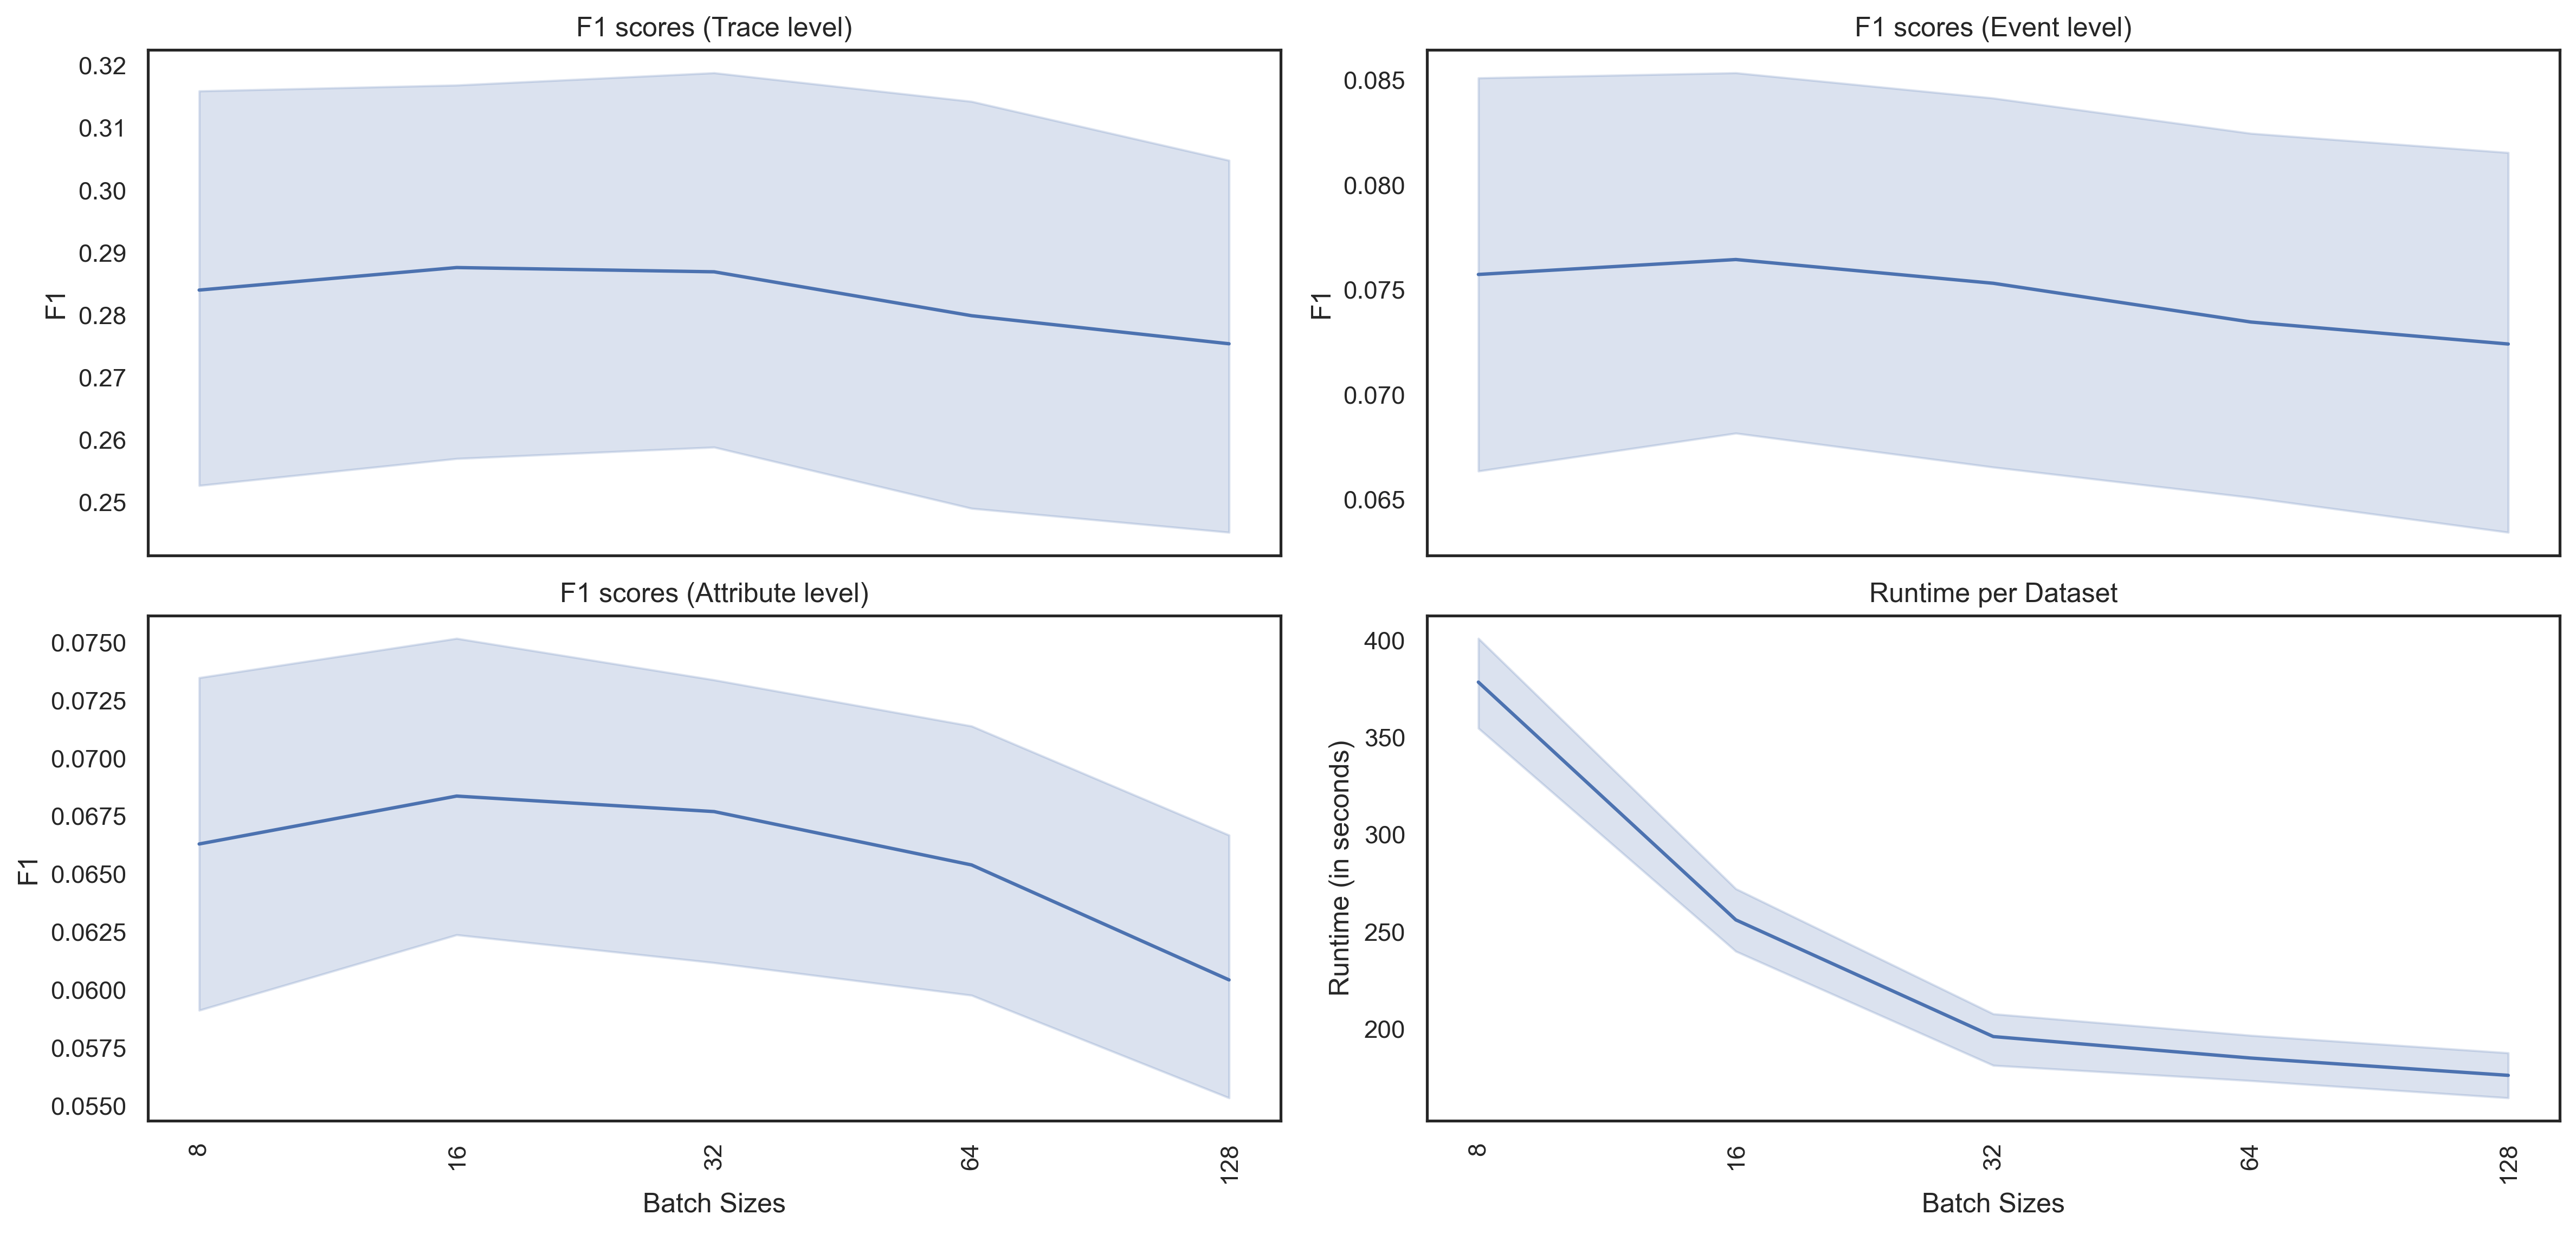 F1 scores (Trace level)
0.32
0.31
0.30
0.29
0.28
0.27
0.26
0.25
F1
F1 scores (Event level)
0.085
0.080
0.075
0.070
0.065
F1
F1 scores (Attribute level)
0.0750
0.0725
0.0700
0.0675
0.0650
0.0625
0.0600
0.0575
0.0550
F1
8 16 32 64 128
Batch Sizes
Runtime per Dataset
400
350
300
250
200
Runtime (in seconds)
8 16 32 64 128
Batch Sizes